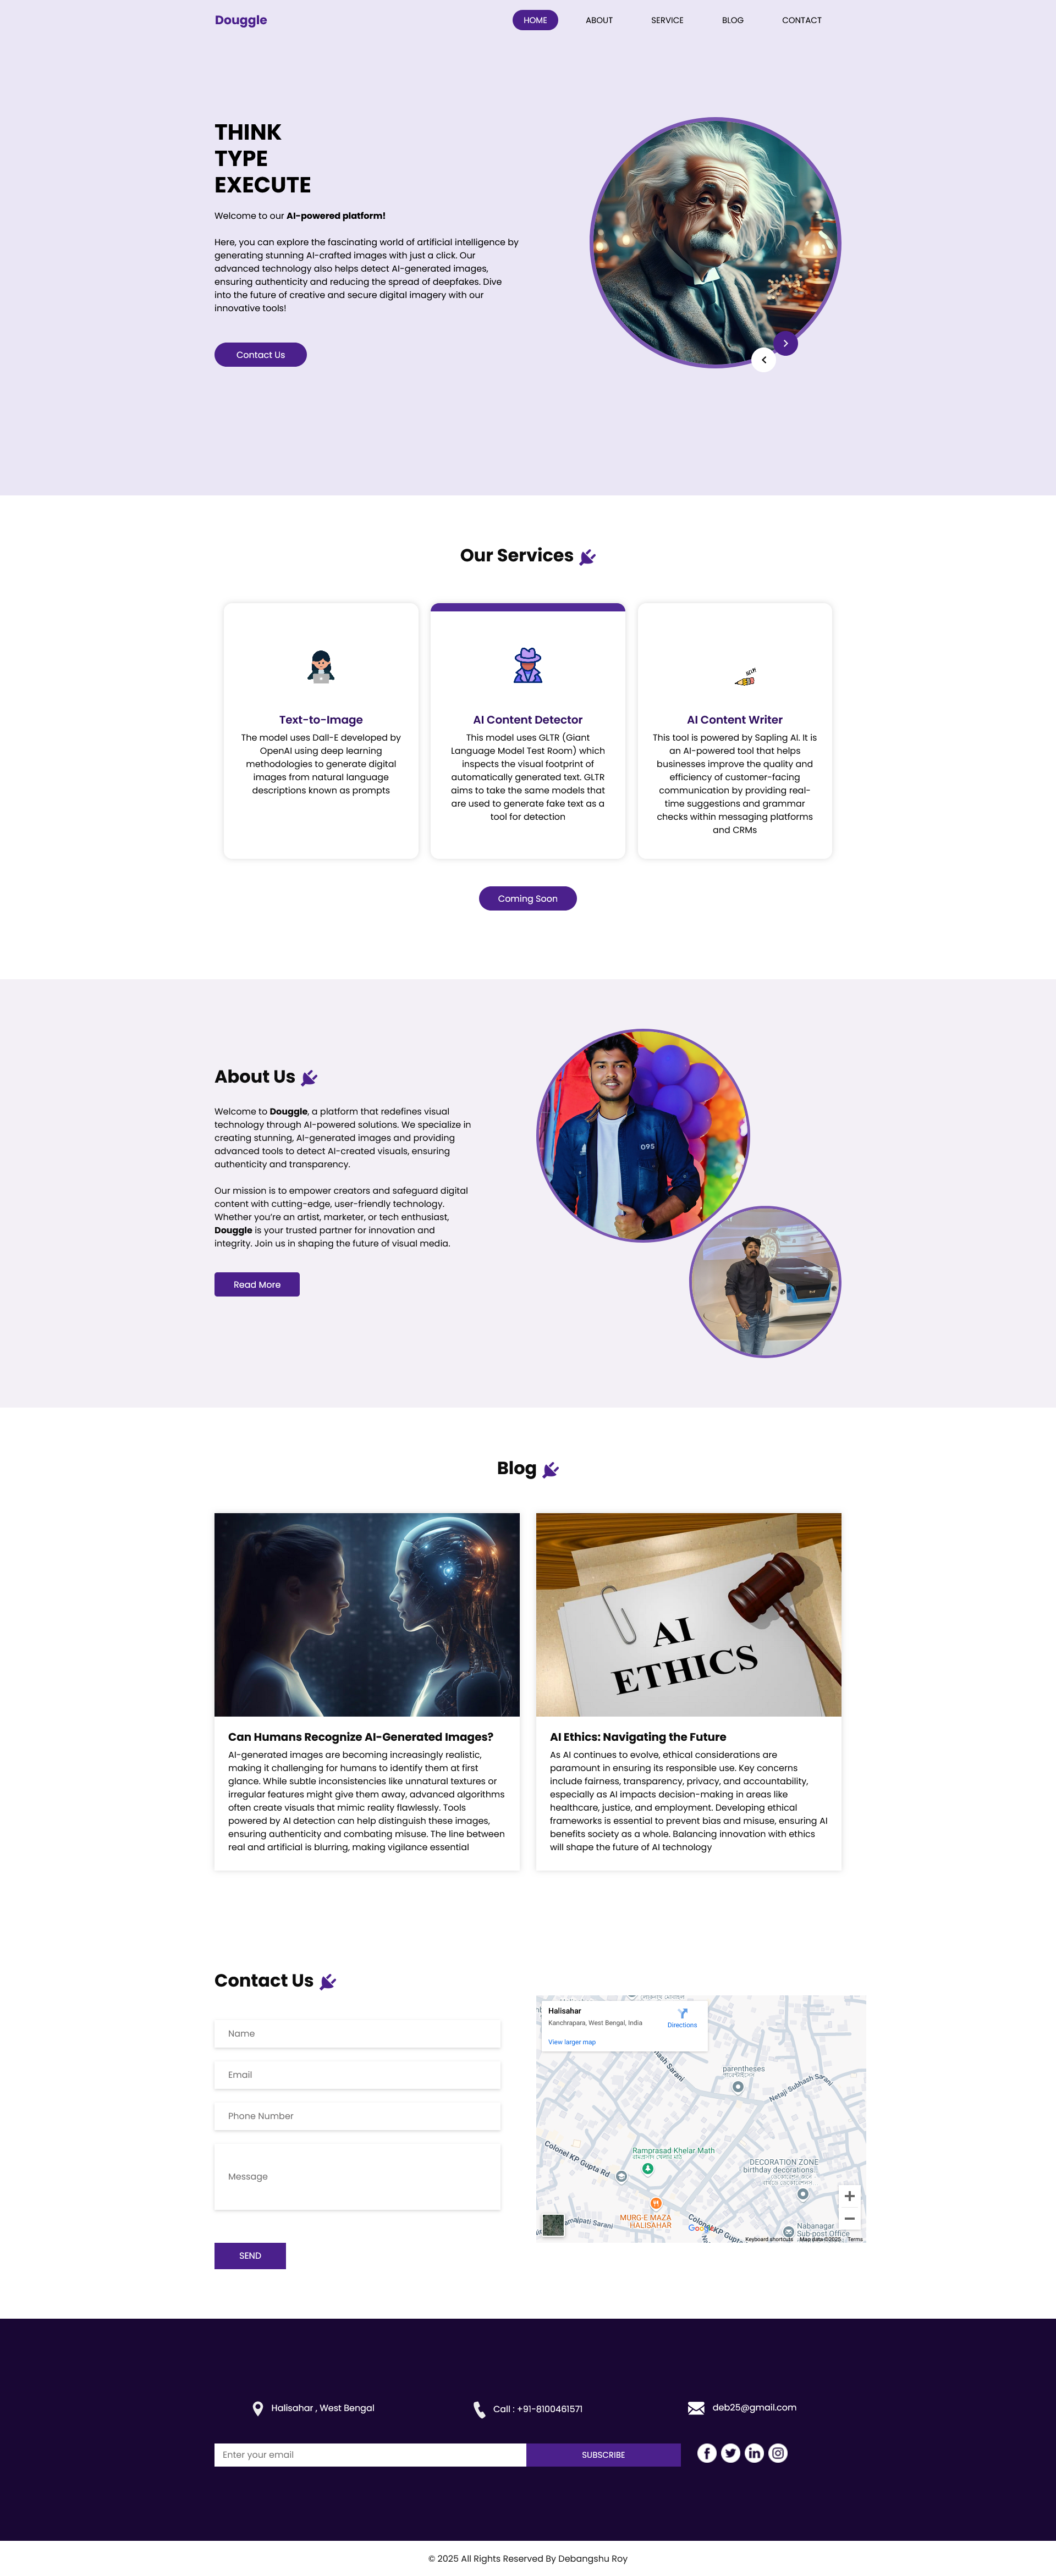 Douggle
HOME
ABOUT
SERVICE
BLOG
CONTACT
THINK
TYPE
EXECUTE
Welcome to our AI-powered platform!
Here, you can explore the fascinating world of artificial intelligence by
generating stunning AI-crafted images with just a click. Our
advanced technology also helps detect AI-generated images,
ensuring authenticity and reducing the spread of deepfakes. Dive
into the future of creative and secure digital imagery with our
innovative tools!
Contact Us
Our Services
Text-to-Image
The model uses Dall-E developed by
OpenAI using deep learning
methodologies to generate digital
images from natural language
descriptions known as prompts
AI Content Detector
This model uses GLTR (Giant
Language Model Test Room) which
inspects the visual footprint of
automatically generated text. GLTR
aims to take the same models that
are used to generate fake text as a
tool for detection
AI Content Writer
This tool is powered by Sapling AI. It is
an AI-powered tool that helps
businesses improve the quality and
efficiency of customer-facing
communication by providing real-
time suggestions and grammar
checks within messaging platforms
and CRMs
Coming Soon
About Us
Welcome to Douggle, a platform that redefines visual
technology through AI-powered solutions. We specialize in
creating stunning, AI-generated images and providing
advanced tools to detect AI-created visuals, ensuring
authenticity and transparency.
Our mission is to empower creators and safeguard digital
content with cutting-edge, user-friendly technology.
Whether you're an artist, marketer, or tech enthusiast,
Douggle is your trusted partner for innovation and
integrity. Join us in shaping the future of visual media.
Read More
095
Blog
AI
ETHICS
Can Humans Recognize AI-Generated Images?
AI-generated images are becoming increasingly realistic,
making it challenging for humans to identify them at first
glance. While subtle inconsistencies like unnatural textures or
irregular features might give them away, advanced algorithms
often create visuals that mimic reality flawlessly. Tools
powered by AI detection can help distinguish these images,
ensuring authenticity and combating misuse. The line between
real and artificial is blurring, making vigilance essential
AI Ethics: Navigating the Future
As AI continues to evolve, ethical considerations are
paramount in ensuring its responsible use. Key concerns
include fairness, transparency, privacy, and accountability,
especially as AI impacts decision-making in areas like
healthcare, justice, and employment. Developing ethical
frameworks is essential to prevent bias and misuse, ensuring AI
benefits society as a whole. Balancing innovation with ethics
will shape the future of AI technology
Contact Us
Name
Email
Phone Number
Message
SEND
Halisahar
Kanchrapara, West Bengal, India
Directions
View larger map
parentheses
Netaji Subhash Sarani
Colonel KP Gupta Rd
Ramprasad Khelar Math
DECORATION ZONE
birthday decorations
MURG-E MAZA
HALISAHAR
Nabanagar
Sub-post Office
Google
Keyboard shortcuts
Map data ©2025
Terms
Halisahar , West Bengal
Call : +91-8100461571
deb25@gmail.com
Enter your email
SUBSCRIBE
© 2025 All Rights Reserved By Debangshu Roy